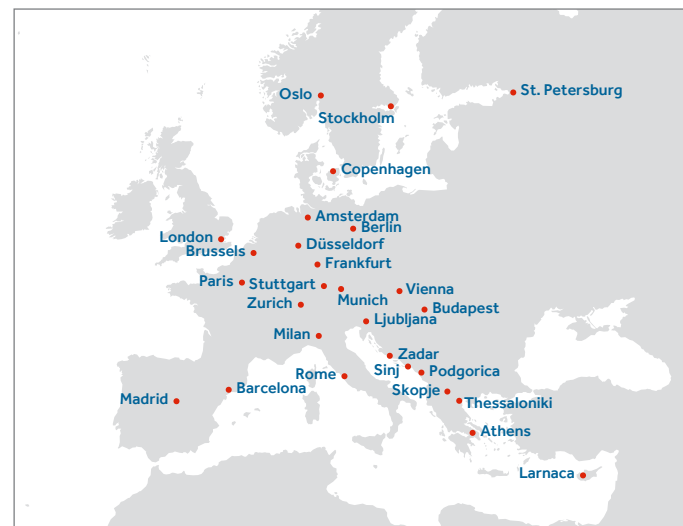 St. Petersburg
Oslo
Stockholm
Copenhagen
Amsterdam
Berlin
London
Düsseldorf
Brussels
Frankfurt
Paris
Stuttgart
Vienna
Munich
Zurich
Budapest
Ljubljana
Milan
Zadar
Sinj
Podgorica
Rome
Skopje
Barcelona
Madrid
Thessaloniki
Athens
Larnaca